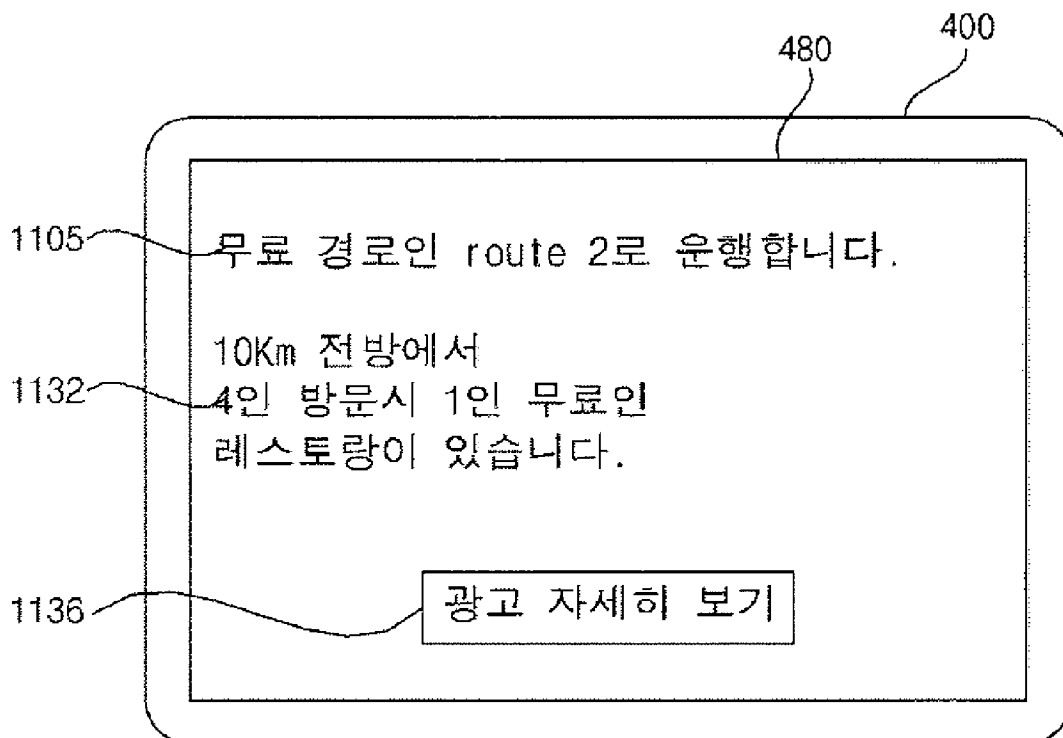 400
480
1105
무료 경로인 route 2로 운행합니다.
10Km 전방에서
1132
4인 방문시 1인 무료인
레스토랑이 있습니다.
1136
광고 자세히 보기